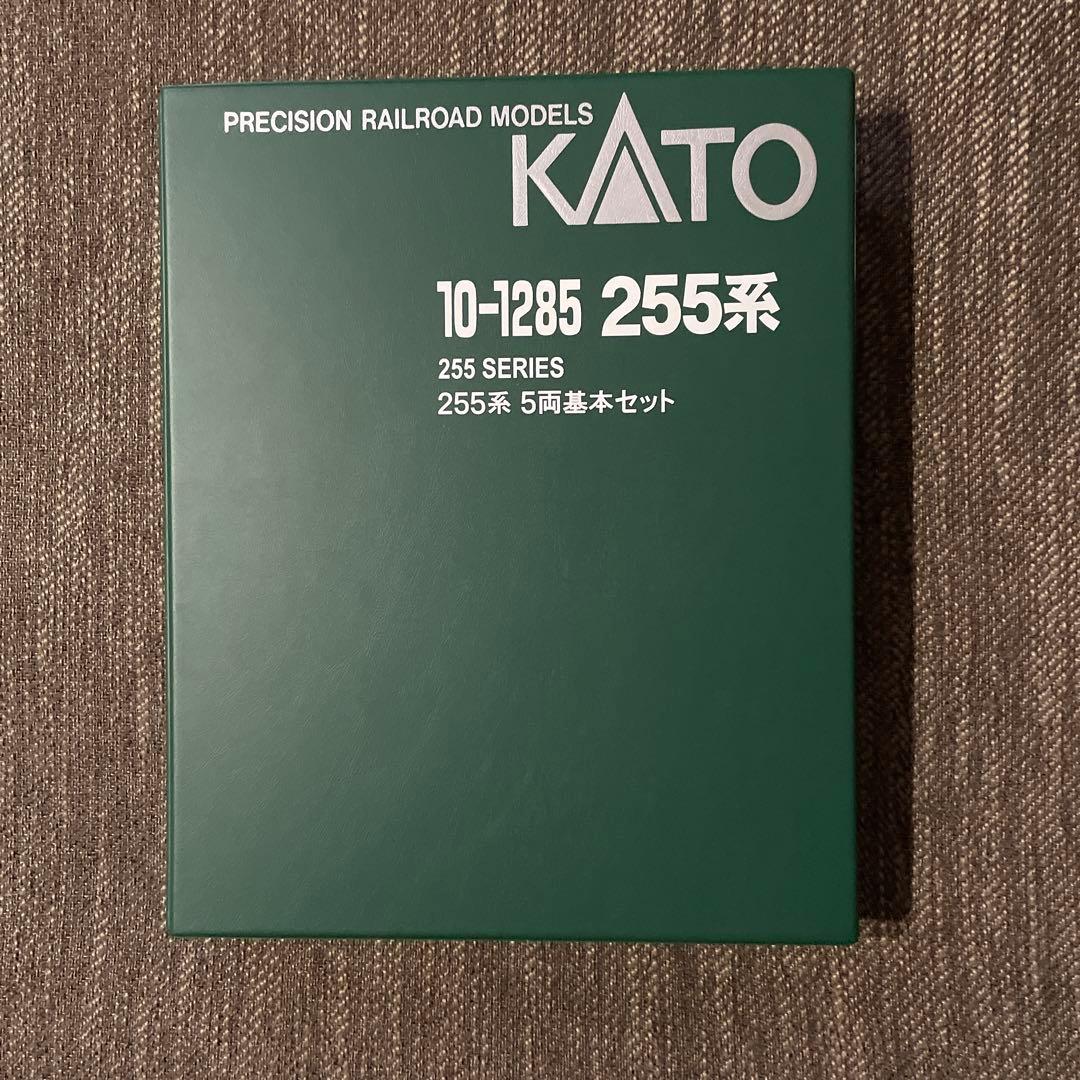 PRECISION RAILROAD MODELS
KATO
10-1285 255系
255 SERIES
255系 5両基本セット